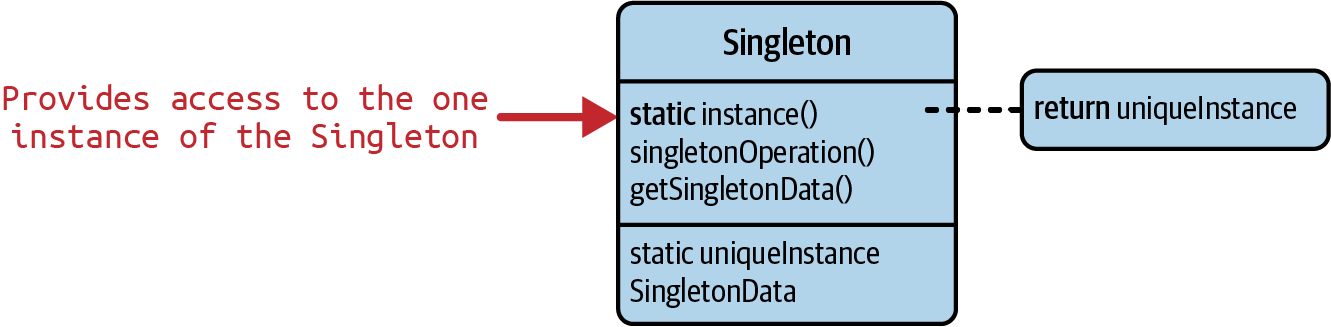 Provides access to the one
instance of the Singleton
Singleton
static instance()
singletonOperation()
getSingletonData()
static uniqueInstance
SingletonData
return uniqueInstance